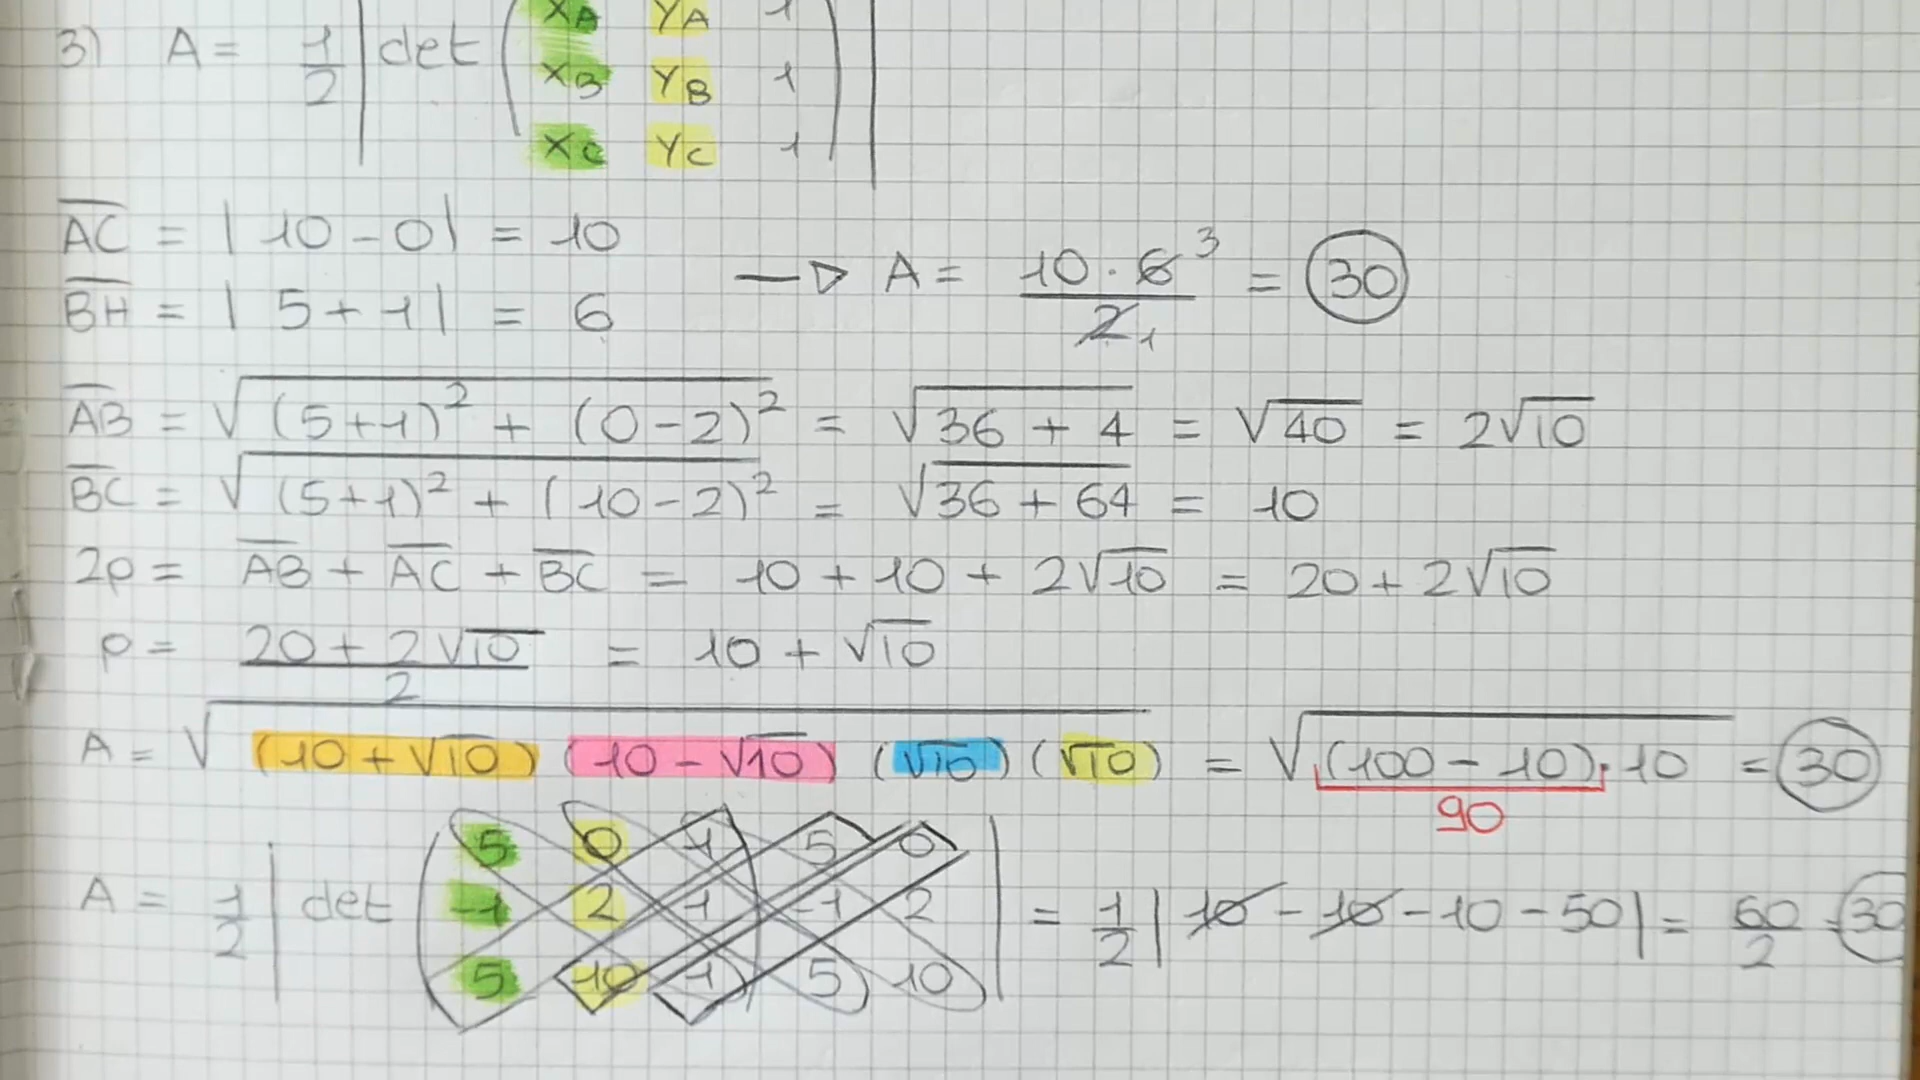 3) A = 1/2 | det ( XA YA 1
XB YB 1
XC YC 1 ) |
AC = | 10 - 0 | = 10
BH = | 5 + 1 | = 6
→ A = 10 · 6³ / 2₁ = 30
AB = √(5+1)² + (0-2)² = √36 + 4 = √40 = 2√10
BC = √(5+1)² + (10-2)² = √36 + 64 = 10
2p = AB + AC + BC = 10 + 10 + 2√10 = 20 + 2√10
p = 20 + 2√10 / 2 = 10 + √10
A = √(10 + √10) (10 - √10) (√10) (√10) = √(100 - 10) · 10 = 30
90
A = 1/2 | det ( 5 0 1 ) 5 0
-1 2 1 -1 2
5 10 1 5 10 | = 1/2 | 10 - 10 - 10 - 50 | = 60/2 = 30